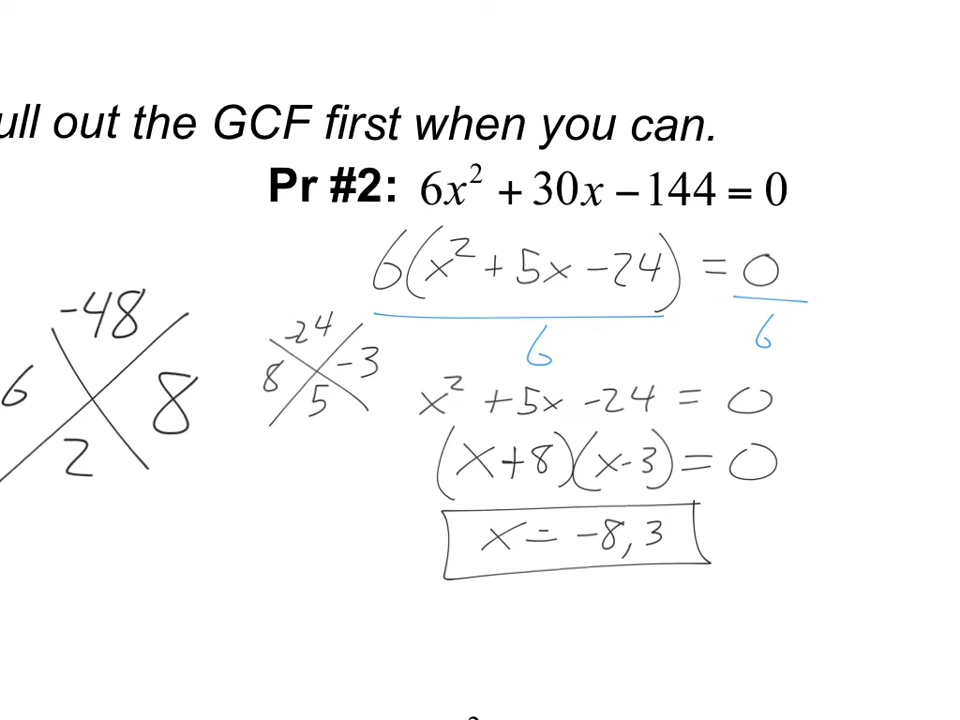 ull out the GCF first when you can.
Pr #2: 6x² + 30x − 144 = 0
6(x² + 5x - 24) = 0
6 6
-48
6 8
2
-24
8 -3
5
x² + 5x - 24 = 0
(x+8)(x-3) = 0
x = -8, 3